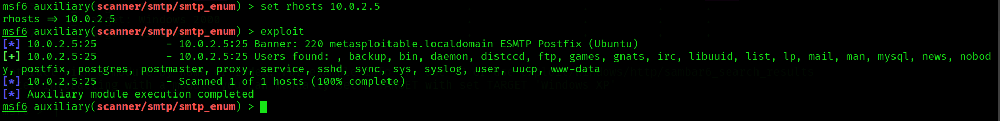 msf6 auxiliary(scanner/smtp/smtp_enum) > set rhosts 10.0.2.5
rhosts => 10.0.2.5
msf6 auxiliary(scanner/smtp/smtp_enum) > exploit
[*] 10.0.2.5:25           - 10.0.2.5:25 Banner: 220 metasploitable.localdomain ESMTP Postfix (Ubuntu)
[+] 10.0.2.5:25           - 10.0.2.5:25 Users found: , backup, bin, daemon, distccd, ftp, games, gnats, irc, libuuid, list, lp, mail, man, mysql, news, nobod
y, postfix, postgres, postmaster, proxy, service, sshd, sync, sys, syslog, user, uucp, www-data
[*] 10.0.2.5:25           - Scanned 1 of 1 hosts (100% complete)
[*] Auxiliary module execution completed
msf6 auxiliary(scanner/smtp/smtp_enum) >